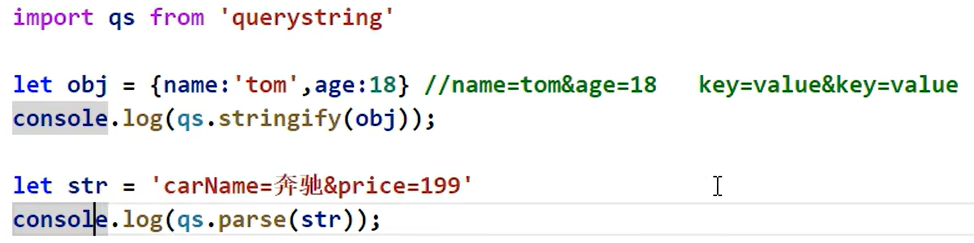 import qs from 'querystring'
let obj = {name:'tom',age:18} //name=tom&age=18   key=value&key=value
console.log(qs.stringify(obj));
let str = 'carName=奔驰&price=199'
console.log(qs.parse(str));